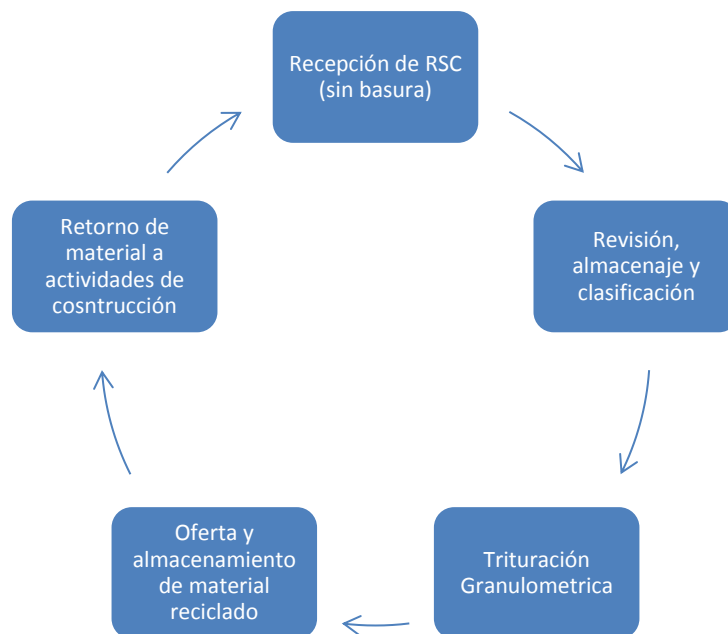 Recepción de RSC
(sin basura)
Revisión,
almacenaje y
clasificación
Trituración
Granulometrica
Oferta y
almacenamiento
de material
reciclado
Retorno de
material a
actividades de
cosntrucción